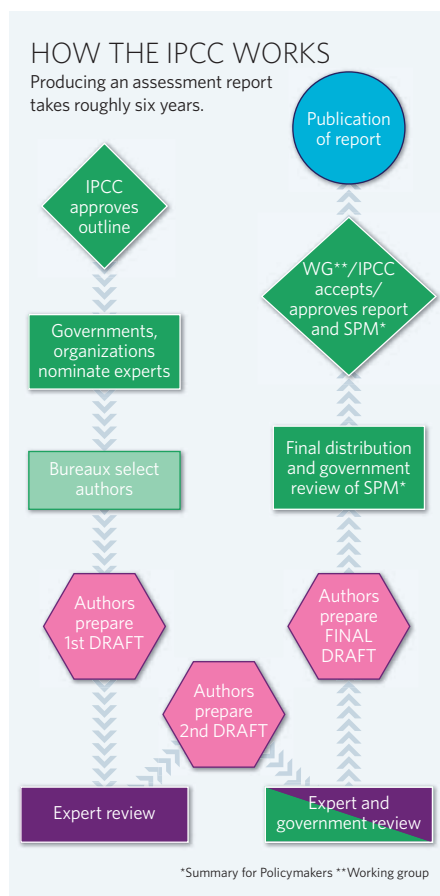 HOW THE IPCC WORKS
Producing an assessment report
takes roughly six years.
IPCC
approves
outline
Governments,
organizations
nominate experts
Bureaux select
authors
Authors
prepare
1st DRAFT
Expert review
Authors
prepare
2nd DRAFT
Expert and
government review
Authors
prepare
FINAL
DRAFT
Final distribution
and government
review of SPM*
WG**/IPCC
accepts/
approves report
and SPM*
Publication
of report
*Summary for Policymakers **Working group